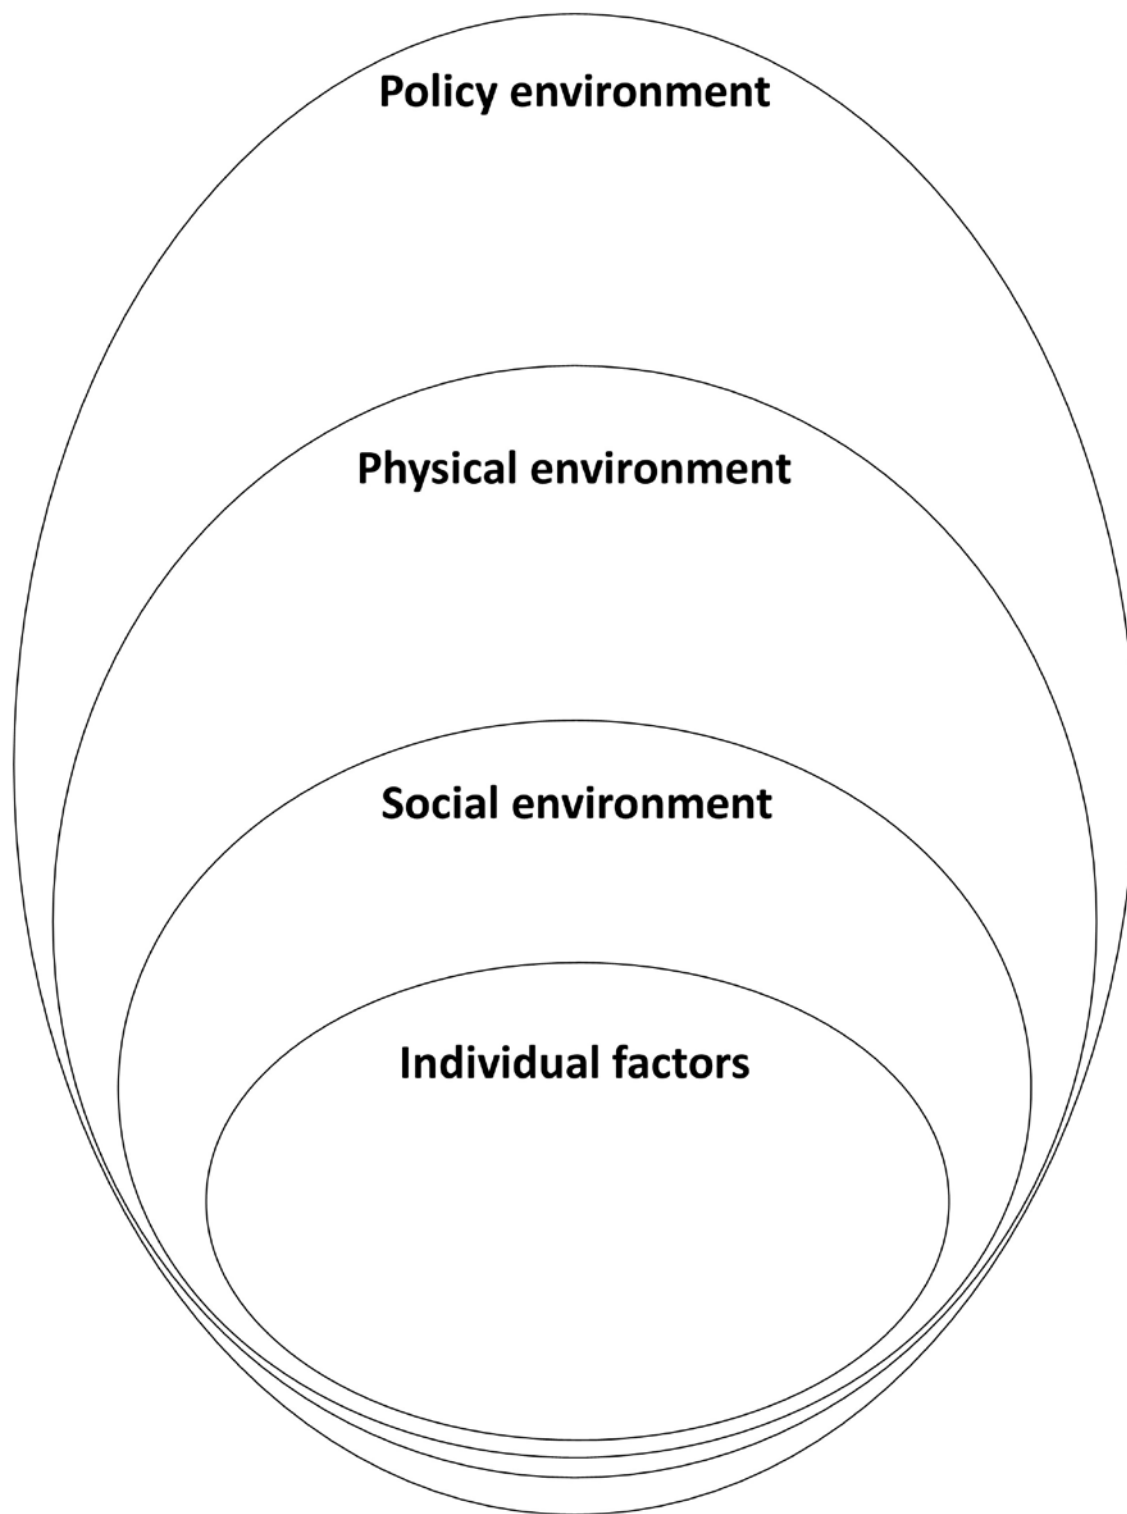 Policy environment
Physical environment
Social environment
Individual factors